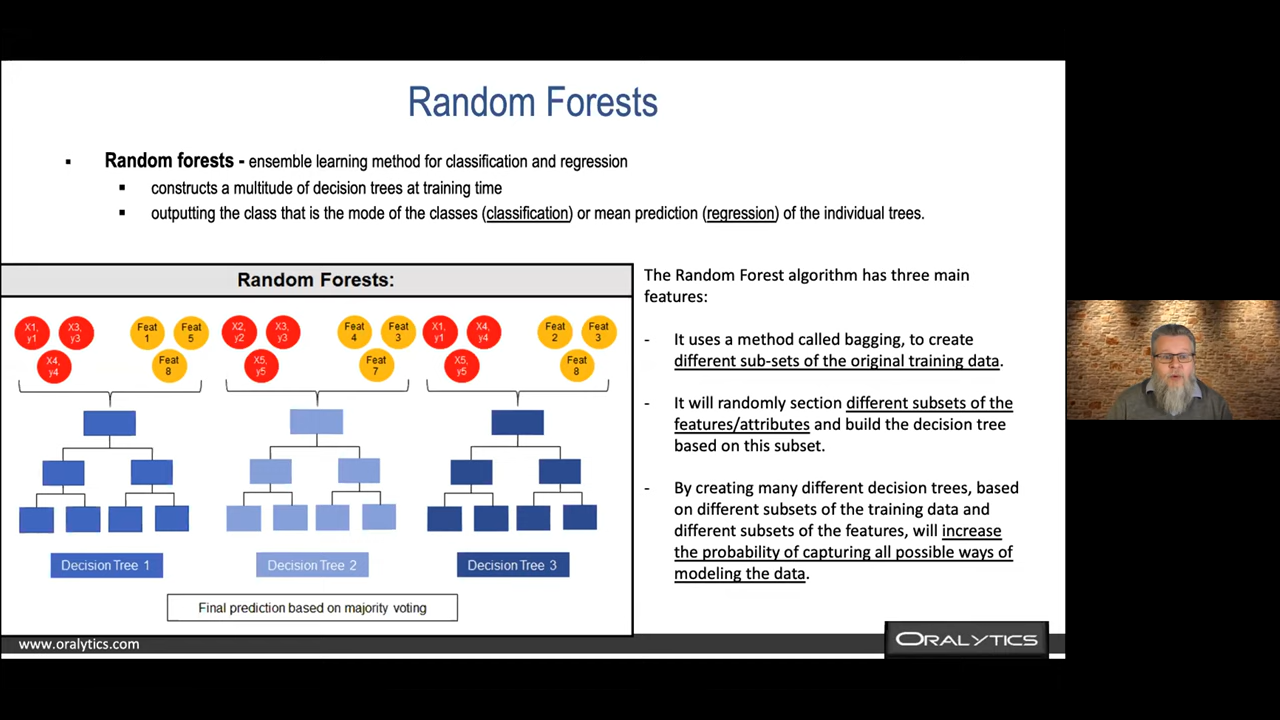 Random Forests
▪ Random forests - ensemble learning method for classification and regression
▪ constructs a multitude of decision trees at training time
▪ outputting the class that is the mode of the classes (classification) or mean prediction (regression) of the individual trees.
Random Forests:
X1, y1
X3, y3
X4, y4
Feat 1
Feat 5
Feat 8
X2, y2
X3, y3
X5, y5
Feat 4
Feat 3
Feat 7
X1, y1
X4, y4
X5, y5
Feat 2
Feat 3
Feat 8
Decision Tree 1
Decision Tree 2
Decision Tree 3
Final prediction based on majority voting
The Random Forest algorithm has three main
features:
- It uses a method called bagging, to create
different sub-sets of the original training data.
- It will randomly section different subsets of the
features/attributes and build the decision tree
based on this subset.
- By creating many different decision trees, based
on different subsets of the training data and
different subsets of the features, will increase
the probability of capturing all possible ways of
modeling the data.
www.oralytics.com
ORALYTICS